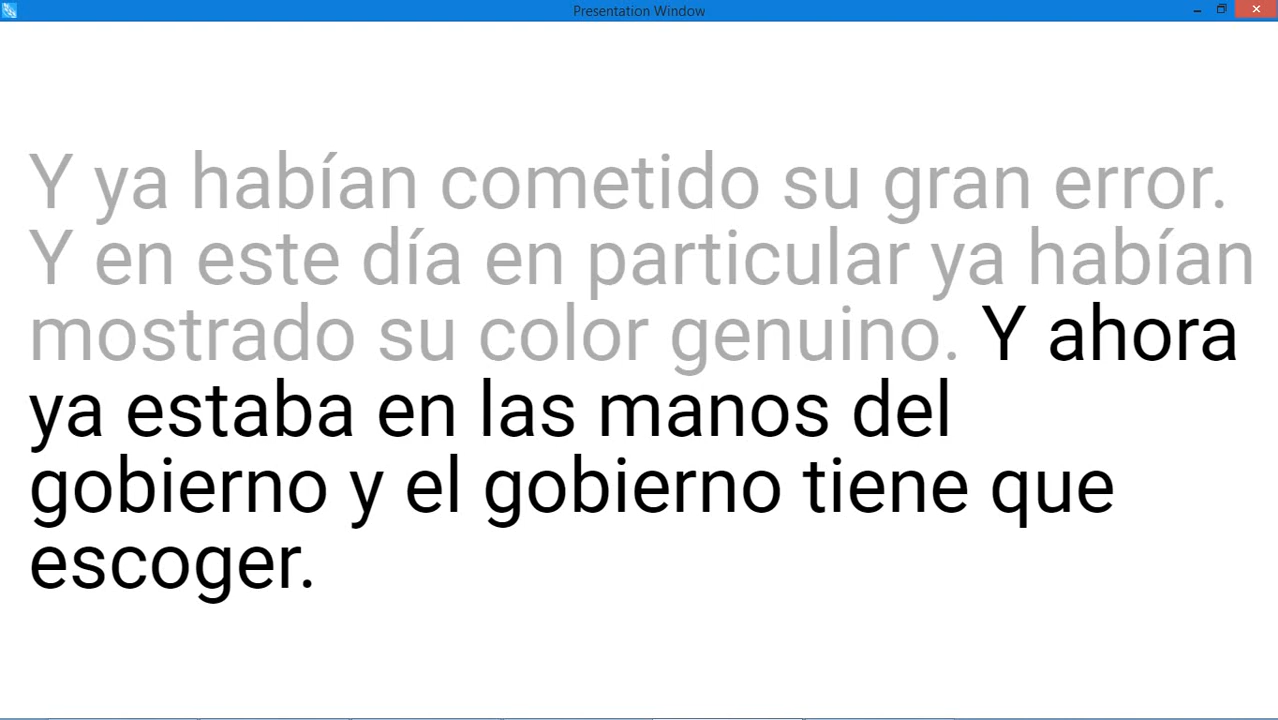 Presentation Window
Y ya habían cometido su gran error.
Y en este día en particular ya habían
mostrado su color genuino. Y ahora
ya estaba en las manos del
gobierno y el gobierno tiene que
escoger.